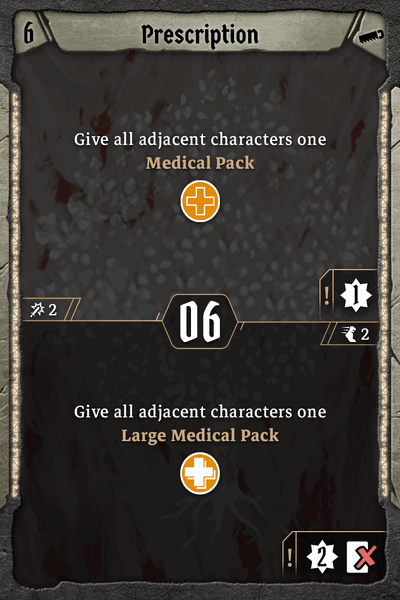 6
Prescription
Give all adjacent characters one
Medical Pack
! 1
2
06
2
Give all adjacent characters one
Large Medical Pack
! 2